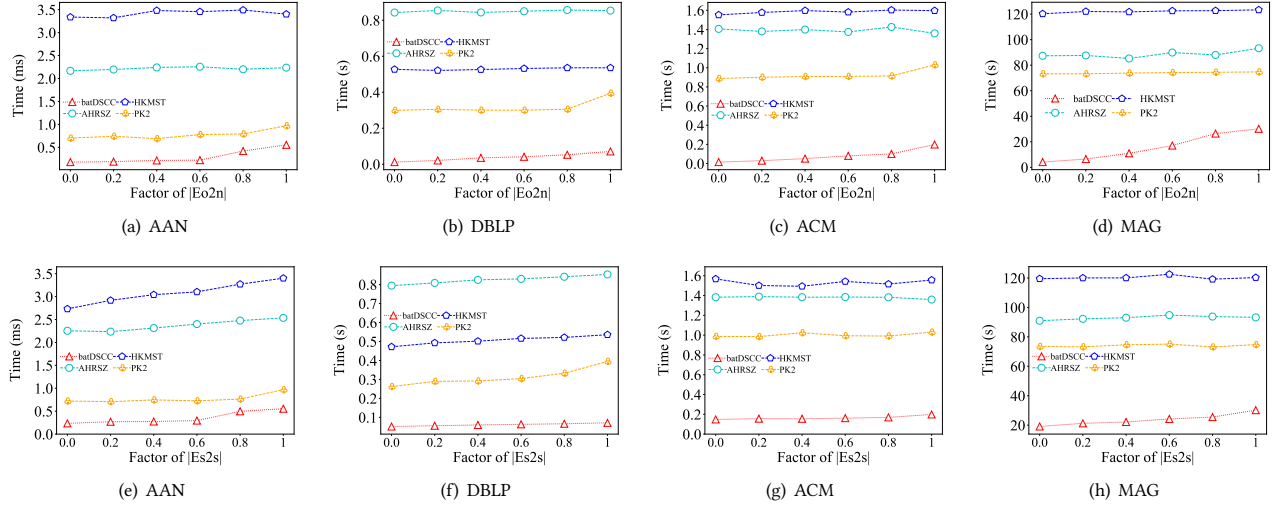 Time (ms)
3.5
3.0
2.5
2.0
1.5
1.0
0.5
batDSCC HKMST
AHRSZ PK2
0.0 0.2 0.4 0.6 0.8 1
Factor of |Eo2n|
(a) AAN
Time (s)
0.8
0.6
0.4
0.2
0.0
batDSCC HKMST
AHRSZ PK2
0.0 0.2 0.4 0.6 0.8 1
Factor of |Eo2n|
(b) DBLP
Time (s)
1.6
1.4
1.2
1.0
0.8
0.6
0.4
0.2
0.0
batDSCC HKMST
AHRSZ PK2
0.0 0.2 0.4 0.6 0.8 1
Factor of |Eo2n|
(c) ACM
Time (s)
120
100
80
60
40
20
0
batDSCC HKMST
AHRSZ PK2
0.0 0.2 0.4 0.6 0.8 1
Factor of |Eo2n|
(d) MAG
Time (ms)
3.5
3.0
2.5
2.0
1.5
1.0
0.5
0.0
batDSCC HKMST
AHRSZ PK2
0.0 0.2 0.4 0.6 0.8 1
Factor of |Es2s|
(e) AAN
Time (s)
0.8
0.7
0.6
0.5
0.4
0.3
0.2
0.1
batDSCC HKMST
AHRSZ PK2
0.0 0.2 0.4 0.6 0.8 1
Factor of |Es2s|
(f) DBLP
Time (s)
1.6
1.4
1.2
1.0
0.8
0.6
0.4
0.2
0.0
batDSCC HKMST
AHRSZ PK2
0.0 0.2 0.4 0.6 0.8 1
Factor of |Es2s|
(g) ACM
Time (s)
120
100
80
60
40
20
batDSCC HKMST
AHRSZ PK2
0.0 0.2 0.4 0.6 0.8 1
Factor of |Es2s|
(h) MAG